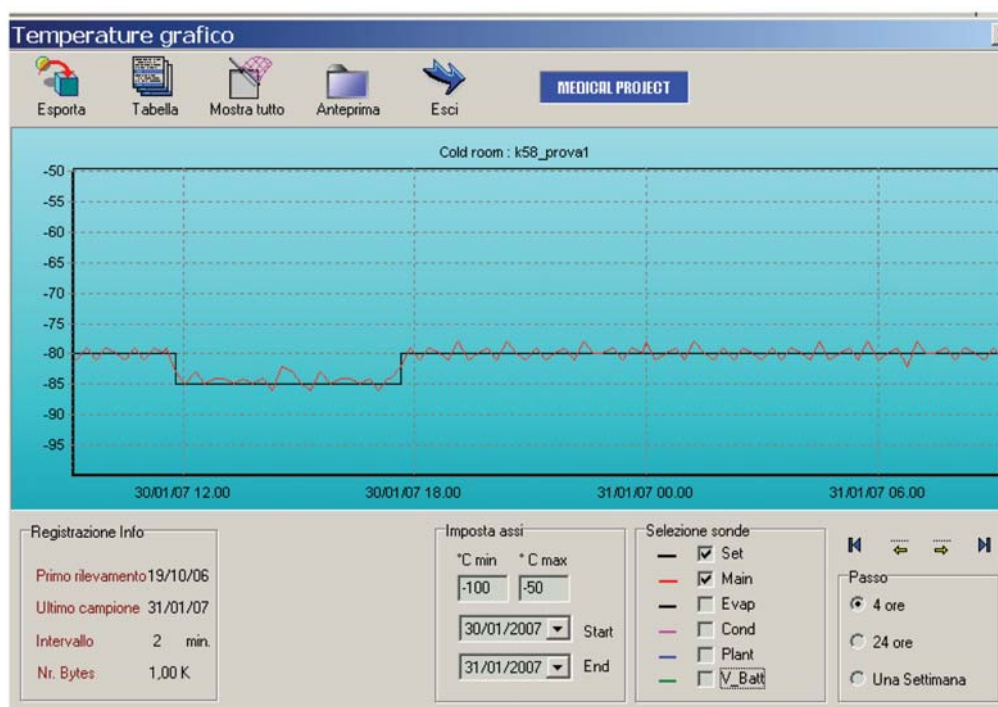 Temperature grafico
Esporta
Tabella
Mostra tutto
Anteprima
Esci
MEDICAL PROJECT
Cold room : k58_prova1
-50
-55
-60
-65
-70
-75
-80
-85
-90
-95
30/01/07 12.00
30/01/07 18.00
31/01/07 00.00
31/01/07 06.00
Registrazione Info
Primo rilevamento 19/10/06
Ultimo campione 31/01/07
Intervallo 2 min.
Nr. Bytes 1,00 K
Imposta assi
°C min ° C max
-100 -50
30/01/2007 Start
31/01/2007 End
Selezione sonde
Set
Main
Evap
Cond
Plant
V_Batt
Passo
4 ore
24 ore
Una Settimana